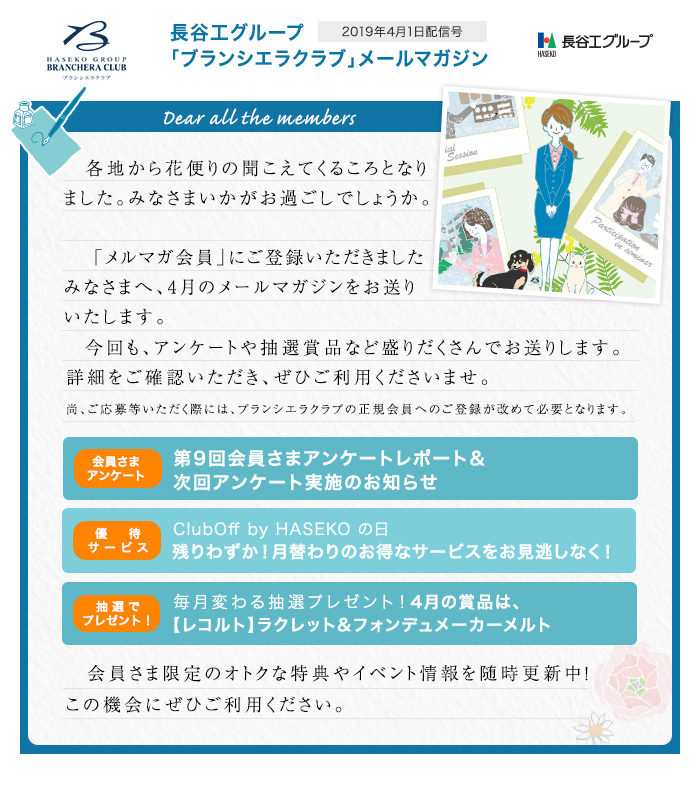 HASEKO GROUP
BRANCHERA CLUB
ブランシエラクラブ
長谷工グループ
2019年4月1日配信号
「ブランシエラクラブ」メールマガジン
HASEKO
長谷工グループ
Dear all the members
ial
Session
Participation
in seminar
各地から花便りの聞こえてくるころとなり
ました。みなさまいかがお過ごしでしょうか。
「メルマガ会員」にご登録いただきました
みなさまへ、4月のメールマガジンをお送り
いたします。
今回も、アンケートや抽選賞品など盛りだくさんでお送りします。
詳細をご確認いただき、ぜひご利用くださいませ。
尚、ご応募等いただく際には、ブランシエラクラブの正規会員へのご登録が改めて必要となります。
会員さま
アンケート
第9回会員さまアンケートレポート＆
次回アンケート実施のお知らせ
優 待
サービス
ClubOff by HASEKO の日
残りわずか！月替わりのお得なサービスをお見逃しなく！
抽選で
プレゼント！
毎月変わる抽選プレゼント！4月の賞品は、
【レコルト】ラクレット＆フォンデュメーカーメルト
会員さま限定のオトクな特典やイベント情報を随時更新中！
この機会にぜひご利用ください。